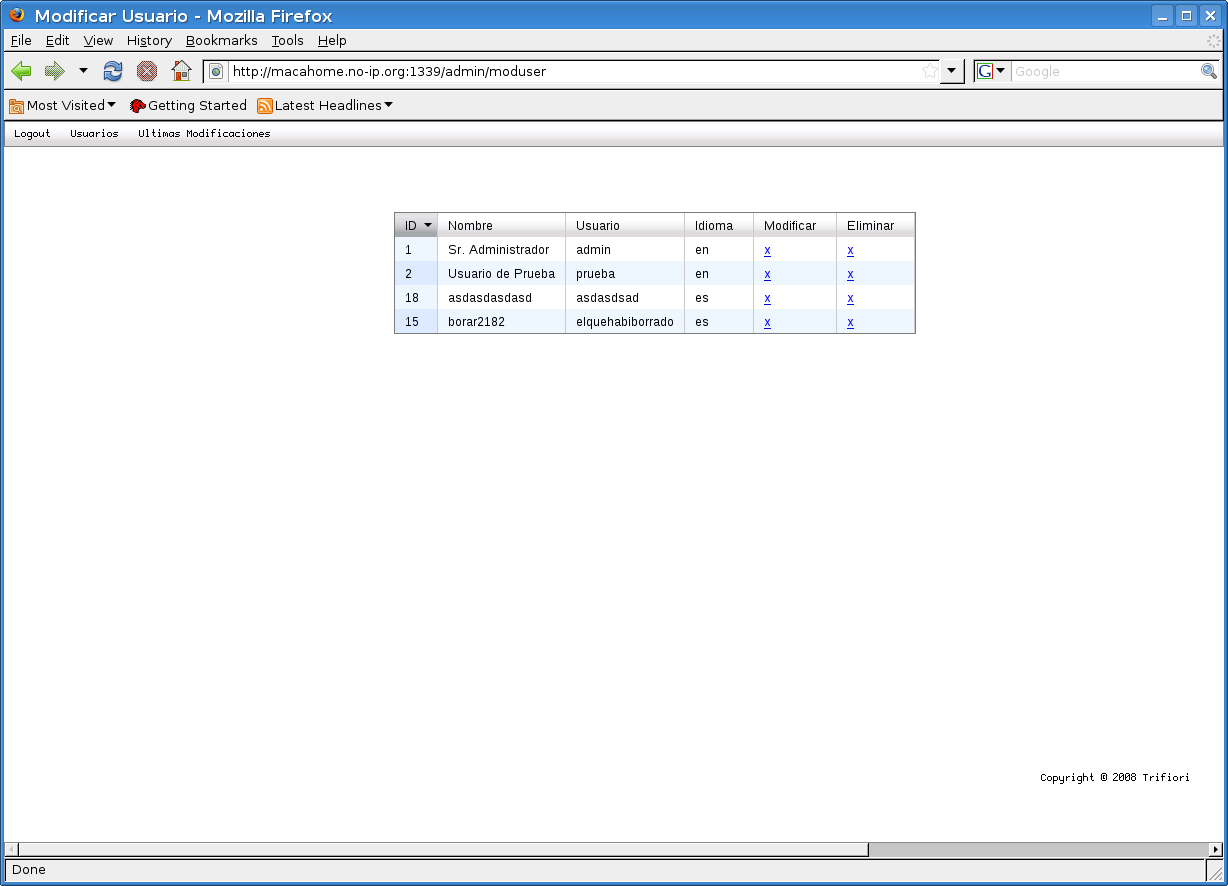 Modificar Usuario - Mozilla Firefox
File Edit View History Bookmarks Tools Help
http://macahome.no-ip.org:1339/admin/moduser G Google
Most Visited Getting Started Latest Headlines
Logout Usuarios Ultimas Modificaciones
ID Nombre Usuario Idioma Modificar Eliminar
1 Sr. Administrador admin en x x
2 Usuario de Prueba prueba en x x
18 asdasdasdasd asdasdsad es x x
15 borar2182 elquehabiborrado es x x
Copyright © 2008 Trifiori
Done